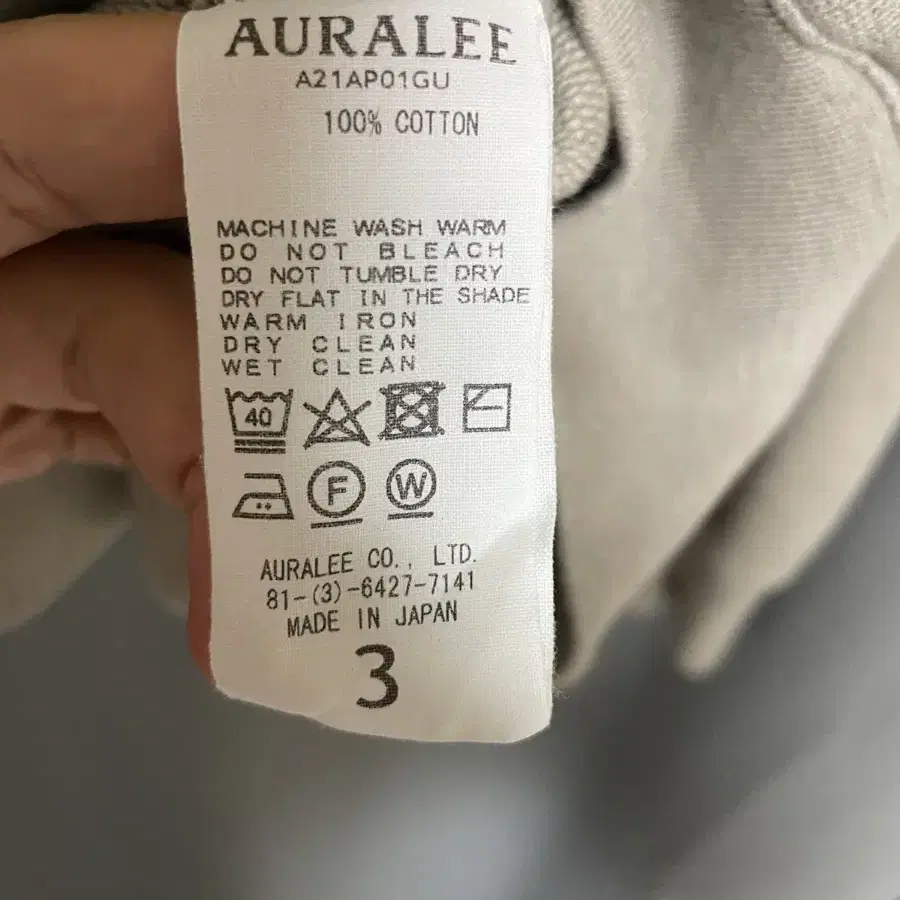 AURALEE
A21AP01GU
100% COTTON
MACHINE WASH WARM
DO NOT BLEACH
DO NOT TUMBLE DRY
DRY FLAT IN THE SHADE
WARM IRON
DRY CLEAN
WET CLEAN
40
F W
AURALEE CO., LTD.
81-(3)-6427-7141
MADE IN JAPAN
3